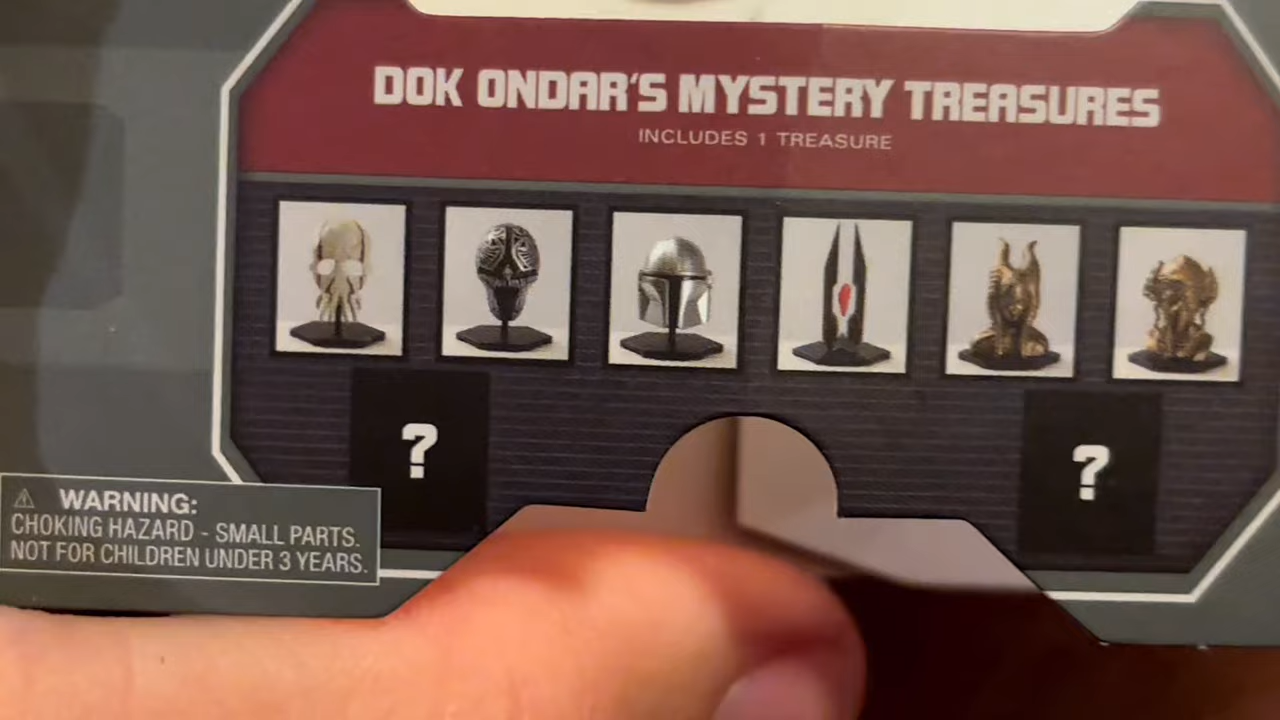 DOK ONDAR'S MYSTERY TREASURES
INCLUDES 1 TREASURE
?
?
⚠ WARNING:
CHOKING HAZARD - SMALL PARTS.
NOT FOR CHILDREN UNDER 3 YEARS.